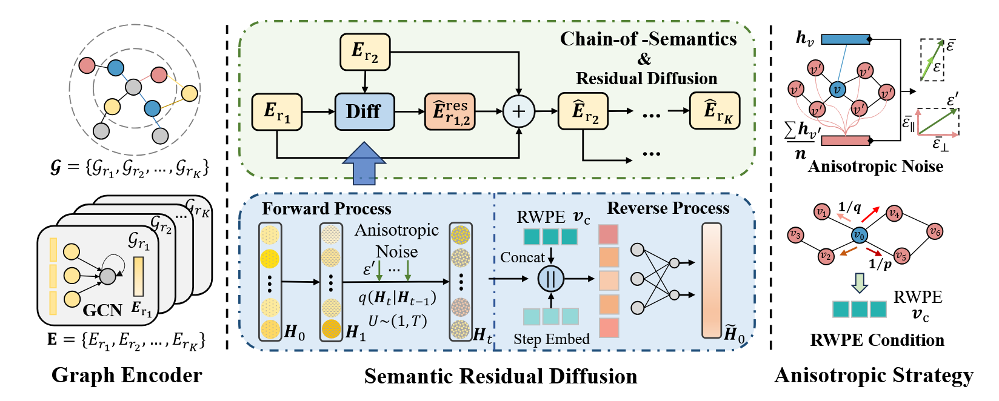 𝓖 = {𝒢_{r_1}, 𝒢_{r_2}, ..., 𝒢_{r_K}}
𝒢_{r_K}
...
𝒢_{r_2}
𝒢_{r_1}
GCN
E_{r_1}
E = {E_{r_1}, E_{r_2}, ..., E_{r_K}}
Graph Encoder
Chain-of -Semantics
&
Residual Diffusion
E_{r_2}
E_{r_1}
Diff
Ê^{res}_{r_{1,2}}
+
Ê_{r_2}
...
Ê_{r_K}
...
Forward Process
Anisotropic
Noise
ε′ ...
q(H_t|H_{t−1})
U~(1, T)
H_0
H_1
H_t
Reverse Process
RWPE v_c
Concat
||
Step Embed
H̃_0
Semantic Residual Diffusion
h_v
v′
v′
v′
v
v′
v′
v′
∑h_{v′}
n
ε̄
ε
ε′
ε̄_∥
ε̄_⊥
Anisotropic Noise
v_1
1/q
v_4
v_3
v_0
v_6
v_2
1/p
v_5
RWPE
v_c
RWPE Condition
Anisotropic Strategy